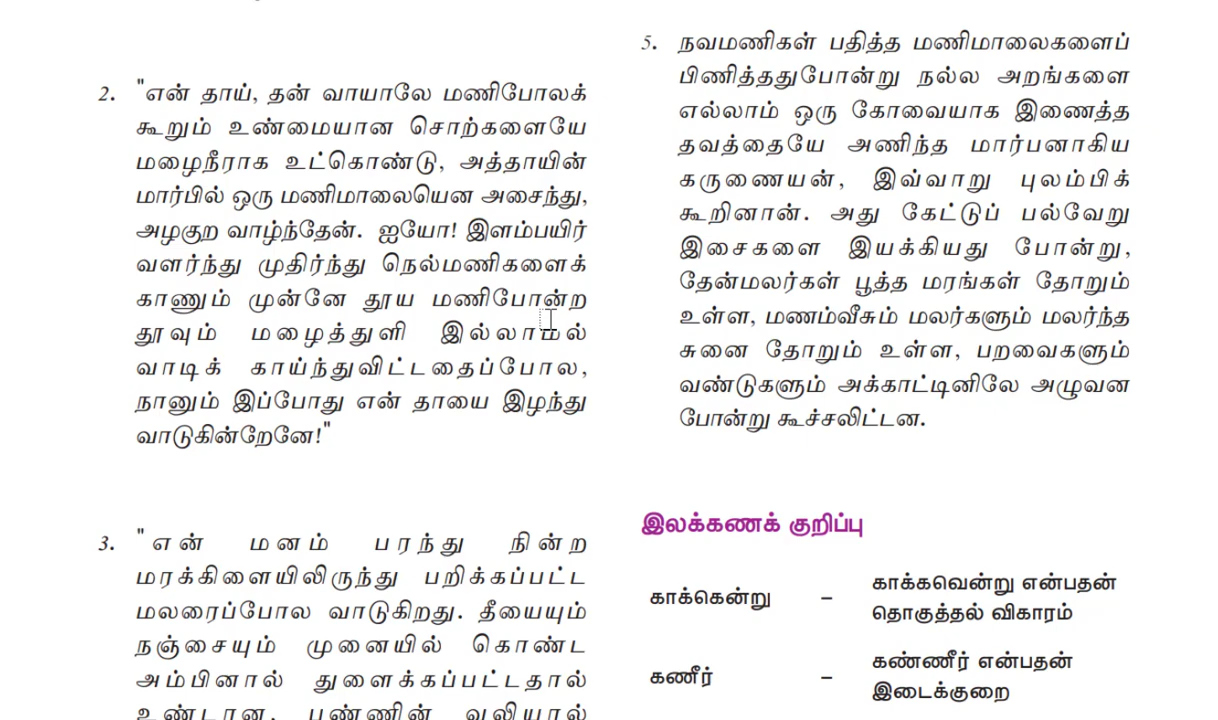 2. "என் தாய், தன் வாயாலே மணிபோலக்
கூறும் உண்மையான சொற்களையே
மழைநீராக உட்கொண்டு, அத்தாயின்
மார்பில் ஒரு மணிமாலையென அசைந்து,
அழகுற வாழ்ந்தேன். ஐயோ! இளம்பயிர்
வளர்ந்து முதிர்ந்து நெல்மணிகளைக்
காணும் முன்னே தூய மணிபோன்ற
தூவும் மழைத்துளி இல்லாமல்
வாடிக் காய்ந்துவிட்டதைப்போல,
நானும் இப்போது என் தாயை இழந்து
வாடுகின்றேனே!"
3. "என் மனம் பரந்து நின்ற
மரக்கிளையிலிருந்து பறிக்கப்பட்ட
மலரைப்போல வாடுகிறது. தீயையும்
நஞ்சையும் முனையில் கொண்ட
அம்பினால் துளைக்கப்பட்டதால்
உண்டான, புண்ணின் வலியால்
5. நவமணிகள் பதித்த மணிமாலைகளைப்
பிணித்ததுபோன்று நல்ல அறங்களை
எல்லாம் ஒரு கோவையாக இணைத்த
தவத்தையே அணிந்த மார்பனாகிய
கருணையன், இவ்வாறு புலம்பிக்
கூறினான். அது கேட்டுப் பல்வேறு
இசைகளை இயக்கியது போன்று,
தேன்மலர்கள் பூத்த மரங்கள் தோறும்
உள்ள, மணம்வீசும் மலர்களும் மலர்ந்த
சுனை தோறும் உள்ள, பறவைகளும்
வண்டுகளும் அக்காட்டினிலே அழுவன
போன்று கூச்சலிட்டன.
இலக்கணக் குறிப்பு
காக்கென்று – காக்கவென்று என்பதன்
தொகுத்தல் விகாரம்
கணீர் – கண்ணீர் என்பதன்
இடைக்குறை